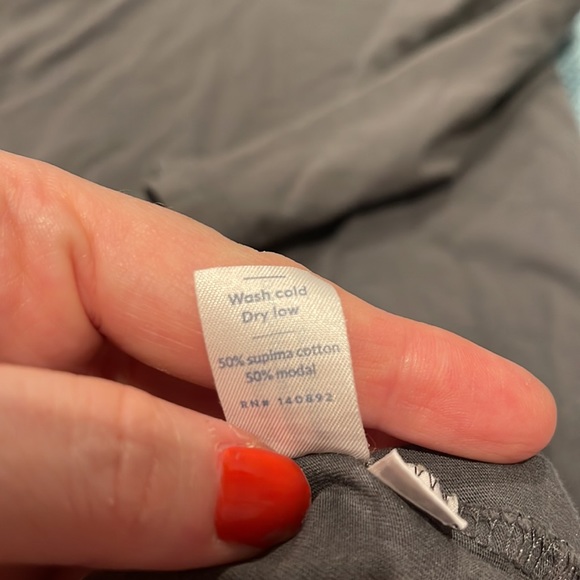 Wash cold
Dry low
50% supima cotton
50% modal
RN# 140892